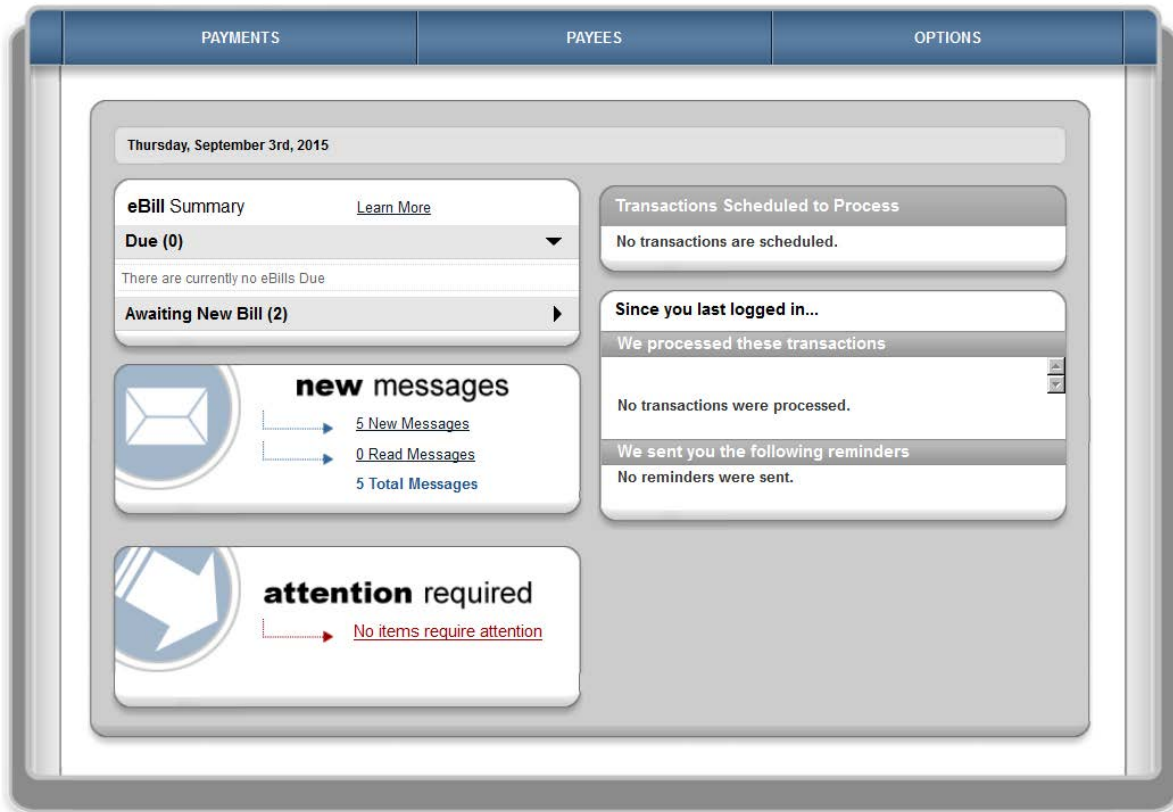 PAYMENTS PAYEES OPTIONS
Thursday, September 3rd, 2015
eBill Summary Learn More
Due (0)
There are currently no eBills Due
Awaiting New Bill (2)
new messages
5 New Messages
0 Read Messages
5 Total Messages
attention required
No items require attention
Transactions Scheduled to Process
No transactions are scheduled.
Since you last logged in...
We processed these transactions
No transactions were processed.
We sent you the following reminders
No reminders were sent.